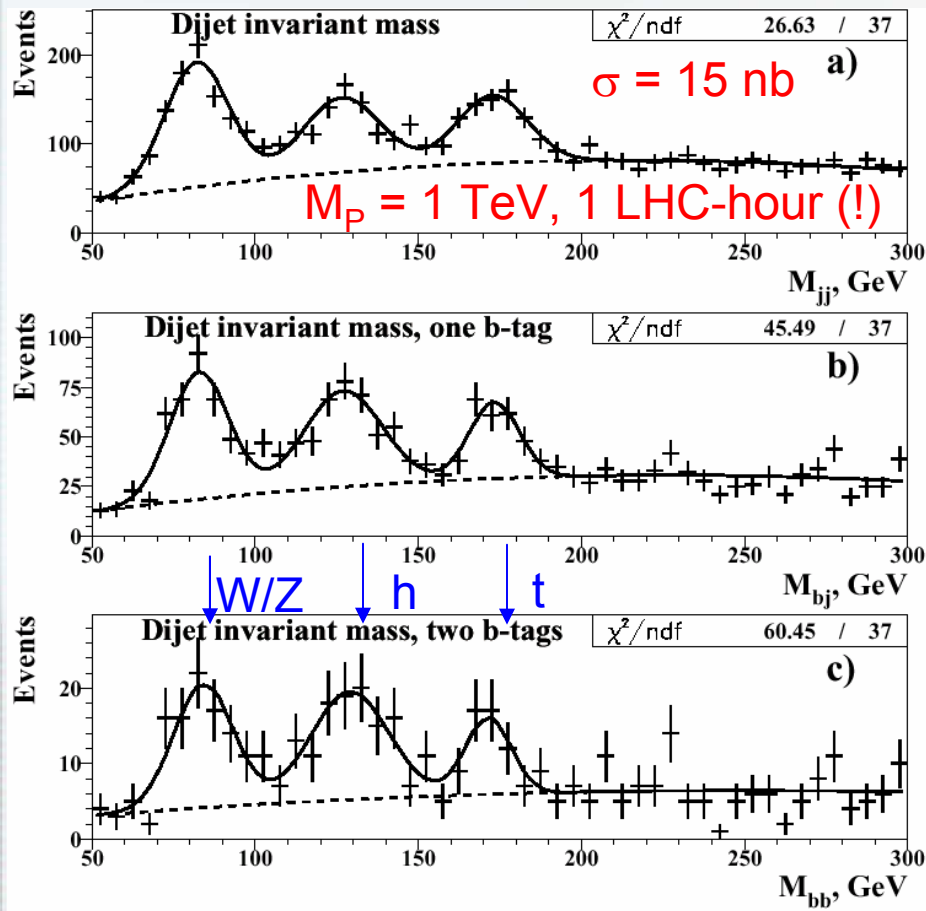 Dijet invariant mass
χ²/ndf 26.63 / 37
a)
σ = 15 nb
M_P = 1 TeV, 1 LHC-hour (!)
Events
200
100
0
50 100 150 200 250 300
M_jj, GeV
Dijet invariant mass, one b-tag
χ²/ndf 45.49 / 37
b)
Events
100
75
50
25
0
50 100 150 200 250 300
M_bj, GeV
W/Z h t
Dijet invariant mass, two b-tags
χ²/ndf 60.45 / 37
c)
Events
20
10
0
50 100 150 200 250 300
M_bb, GeV